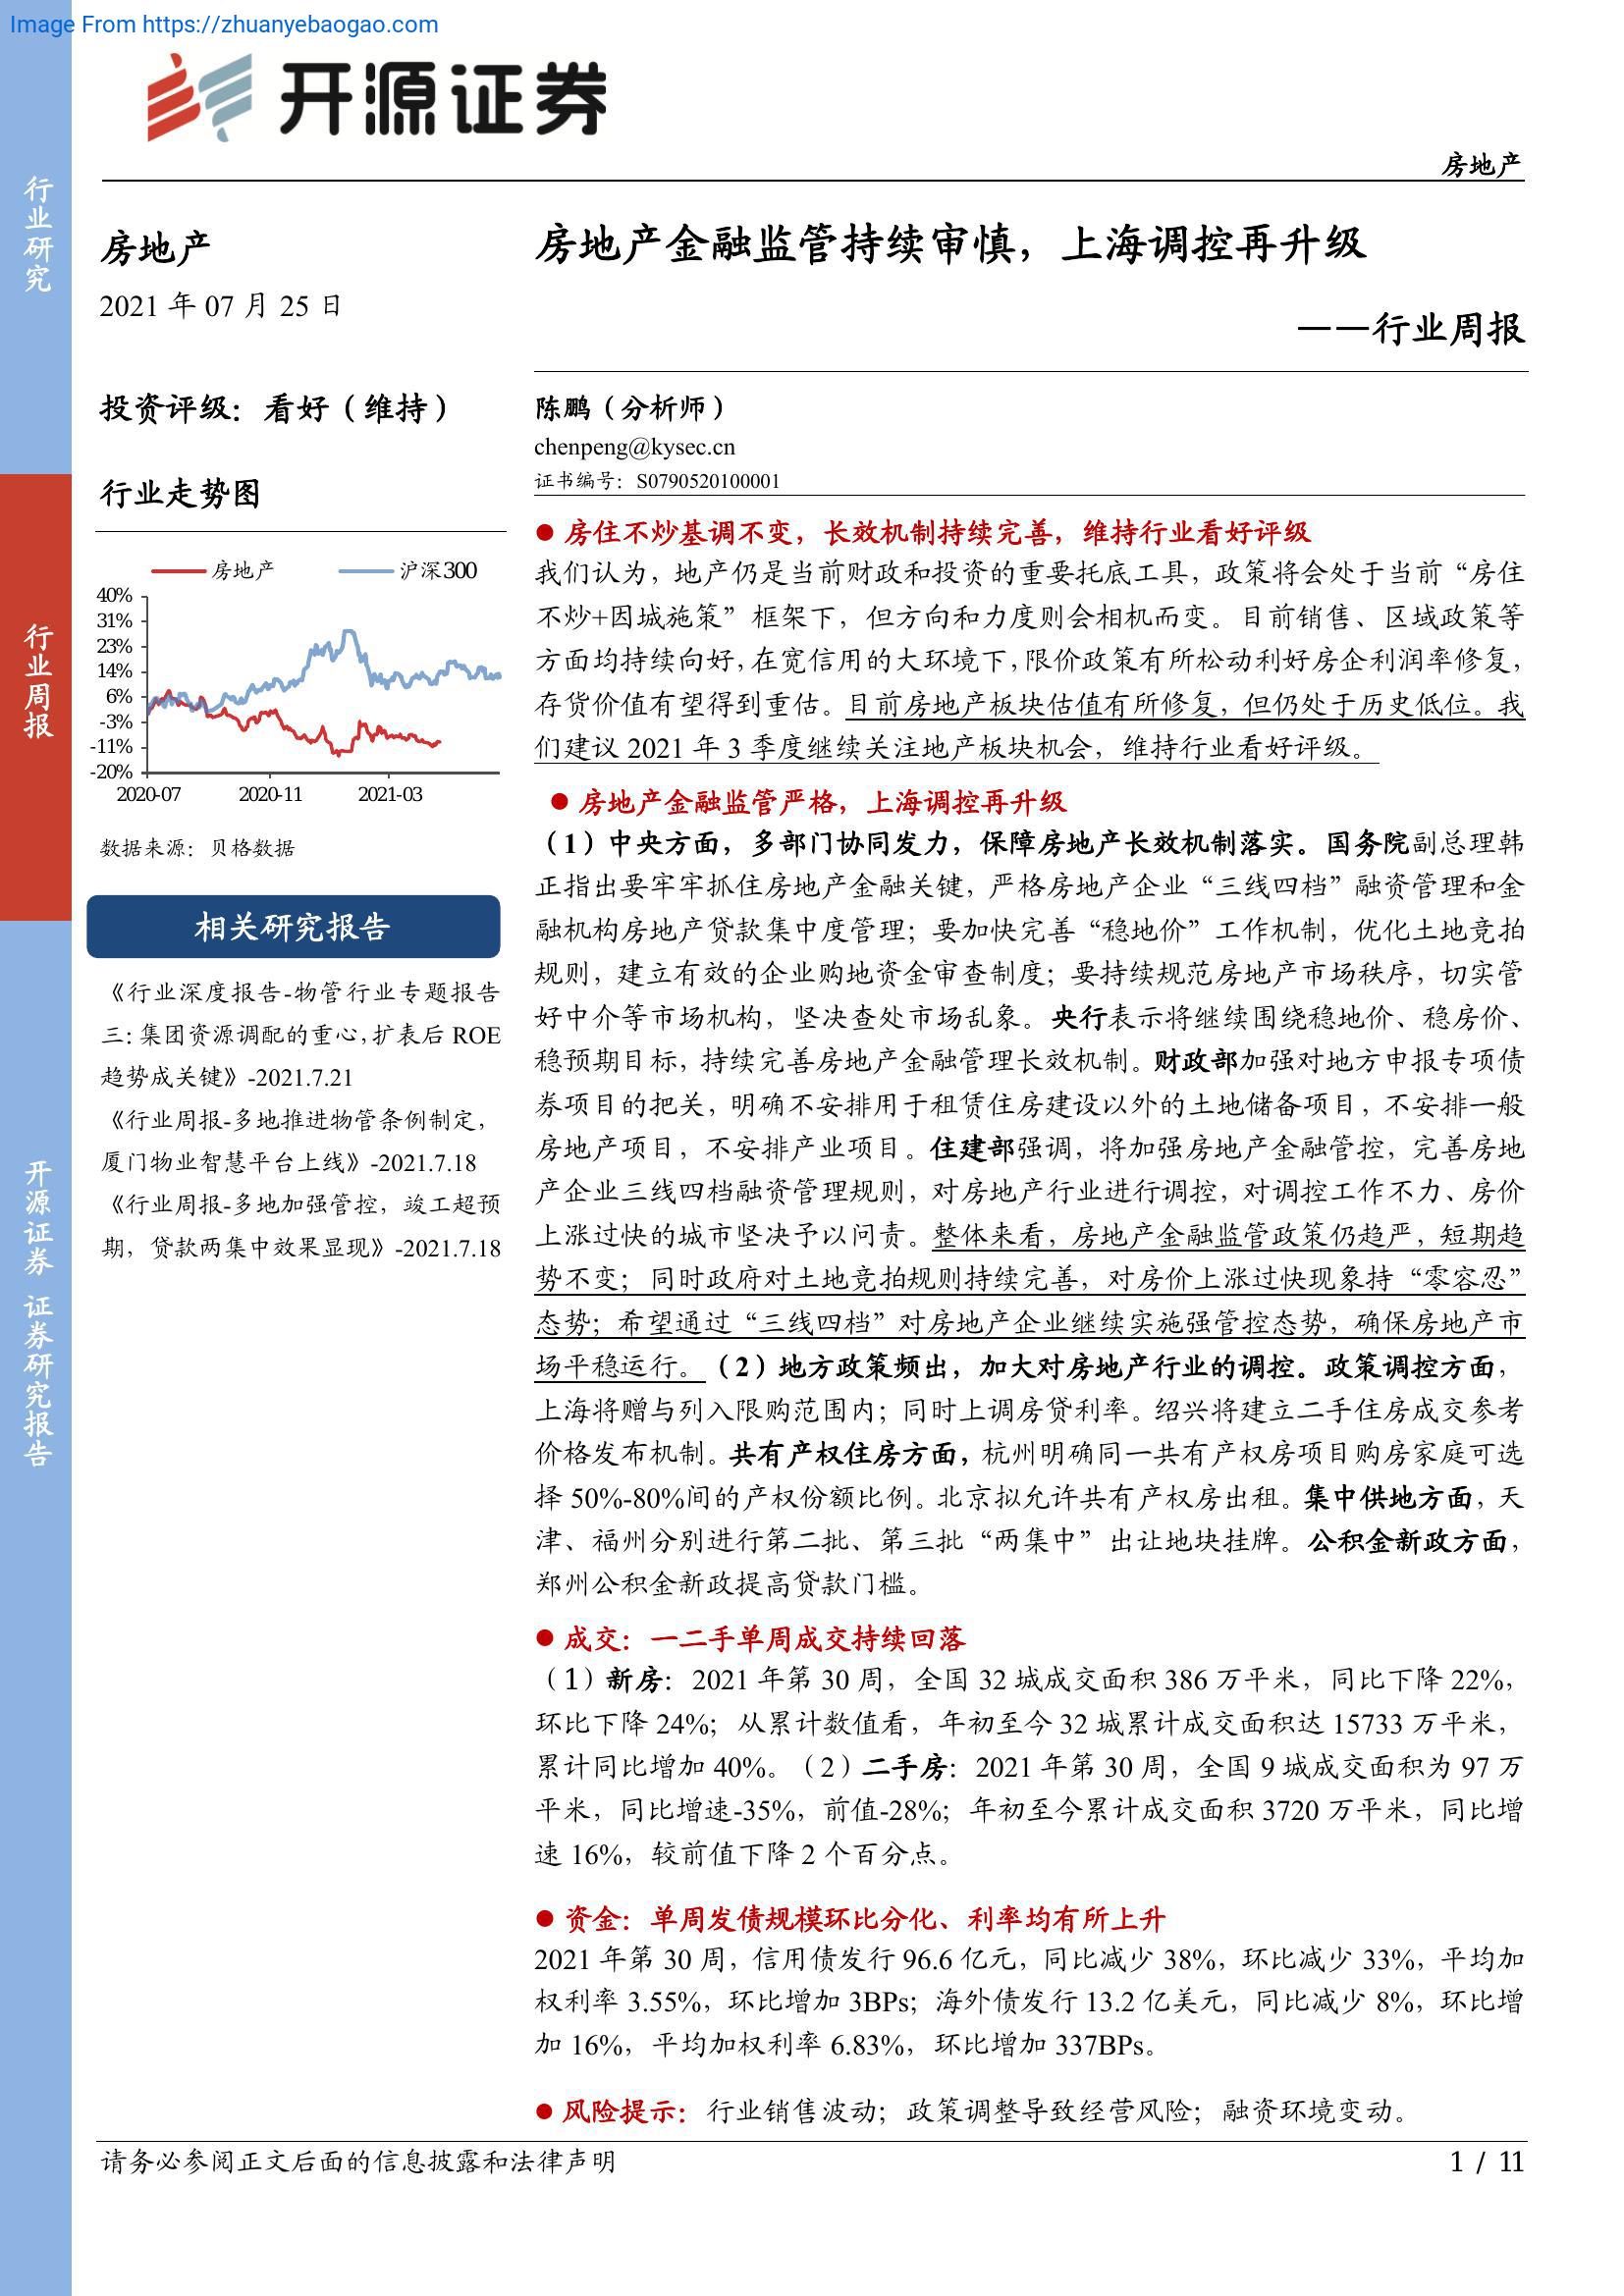 Image From https://zhuanyebaogao.com
开源证券
房地产
行业研究
行业周报
开源证券 证券研究报告
房地产
2021 年 07 月 25 日
投资评级：看好（维持）
行业走势图
房地产 沪深300
40%
31%
23%
14%
6%
-3%
-11%
-20%
2020-07 2020-11 2021-03
数据来源：贝格数据
相关研究报告
《行业深度报告-物管行业专题报告
三：集团资源调配的重心，扩表后 ROE
趋势成关键》-2021.7.21
《行业周报-多地推进物管条例制定，
厦门物业智慧平台上线》-2021.7.18
《行业周报-多地加强管控，竣工超预
期，贷款两集中效果显现》-2021.7.18
房地产金融监管持续审慎，上海调控再升级
——行业周报
陈鹏（分析师）
chenpeng@kysec.cn
证书编号：S0790520100001
● 房住不炒基调不变，长效机制持续完善，维持行业看好评级
我们认为，地产仍是当前财政和投资的重要托底工具，政策将会处于当前“房住
不炒+因城施策”框架下，但方向和力度则会相机而变。目前销售、区域政策等
方面均持续向好，在宽信用的大环境下，限价政策有所松动利好房企利润率修复，
存货价值有望得到重估。目前房地产板块估值有所修复，但仍处于历史低位。我
们建议 2021 年 3 季度继续关注地产板块机会，维持行业看好评级。
● 房地产金融监管严格，上海调控再升级
（1）中央方面，多部门协同发力，保障房地产长效机制落实。国务院副总理韩
正指出要牢牢抓住房地产金融关键，严格房地产企业“三线四档”融资管理和金
融机构房地产贷款集中度管理；要加快完善“稳地价”工作机制，优化土地竞拍
规则，建立有效的企业购地资金审查制度；要持续规范房地产市场秩序，切实管
好中介等市场机构，坚决查处市场乱象。央行表示将继续围绕稳地价、稳房价、
稳预期目标，持续完善房地产金融管理长效机制。财政部加强对地方申报专项债
券项目的把关，明确不安排用于租赁住房建设以外的土地储备项目，不安排一般
房地产项目，不安排产业项目。住建部强调，将加强房地产金融管控，完善房地
产企业三线四档融资管理规则，对房地产行业进行调控，对调控工作不力、房价
上涨过快的城市坚决予以问责。整体来看，房地产金融监管政策仍趋严，短期趋
势不变；同时政府对土地竞拍规则持续完善，对房价上涨过快现象持“零容忍”
态势；希望通过“三线四档”对房地产企业继续实施强管控态势，确保房地产市
场平稳运行。（2）地方政策频出，加大对房地产行业的调控。政策调控方面，
上海将赠与列入限购范围内；同时上调房贷利率。绍兴将建立二手住房成交参考
价格发布机制。共有产权住房方面，杭州明确同一共有产权房项目购房家庭可选
择 50%-80%间的产权份额比例。北京拟允许共有产权房出租。集中供地方面，天
津、福州分别进行第二批、第三批“两集中”出让地块挂牌。公积金新政方面，
郑州公积金新政提高贷款门槛。
● 成交：一二手单周成交持续回落
（1）新房：2021 年第 30 周，全国 32 城成交面积 386 万平米，同比下降 22%，
环比下降 24%；从累计数值看，年初至今 32 城累计成交面积达 15733 万平米，
累计同比增加 40%。（2）二手房：2021 年第 30 周，全国 9 城成交面积为 97 万
平米，同比增速-35%，前值-28%；年初至今累计成交面积 3720 万平米，同比增
速 16%，较前值下降 2 个百分点。
● 资金：单周发债规模环比分化、利率均有所上升
2021 年第 30 周，信用债发行 96.6 亿元，同比减少 38%，环比减少 33%，平均加
权利率 3.55%，环比增加 3BPs；海外债发行 13.2 亿美元，同比减少 8%，环比增
加 16%，平均加权利率 6.83%，环比增加 337BPs。
● 风险提示：行业销售波动；政策调整导致经营风险；融资环境变动。
请务必参阅正文后面的信息披露和法律声明
1 / 11